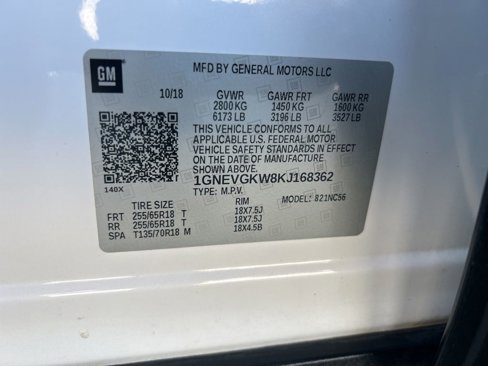 GM
MFD BY GENERAL MOTORS LLC
10/18 GVWR GAWR FRT GAWR RR
2800 KG 1450 KG 1600 KG
6173 LB 3196 LB 3527 LB
THIS VEHICLE CONFORMS TO ALL
APPLICABLE U.S. FEDERAL MOTOR
VEHICLE SAFETY STANDARDS IN EFFECT
ON THE DATE OF MANUFACTURE
SHOWN ABOVE.
1GNEVGKW8KJ168362
140X
TYPE: M.P.V. MODEL: 821NC56
TIRE SIZE RIM
FRT 255/65R18 T 18X7.5J
RR 255/65R18 T 18X7.5J
SPA T135/70R18 M 18X4.5B